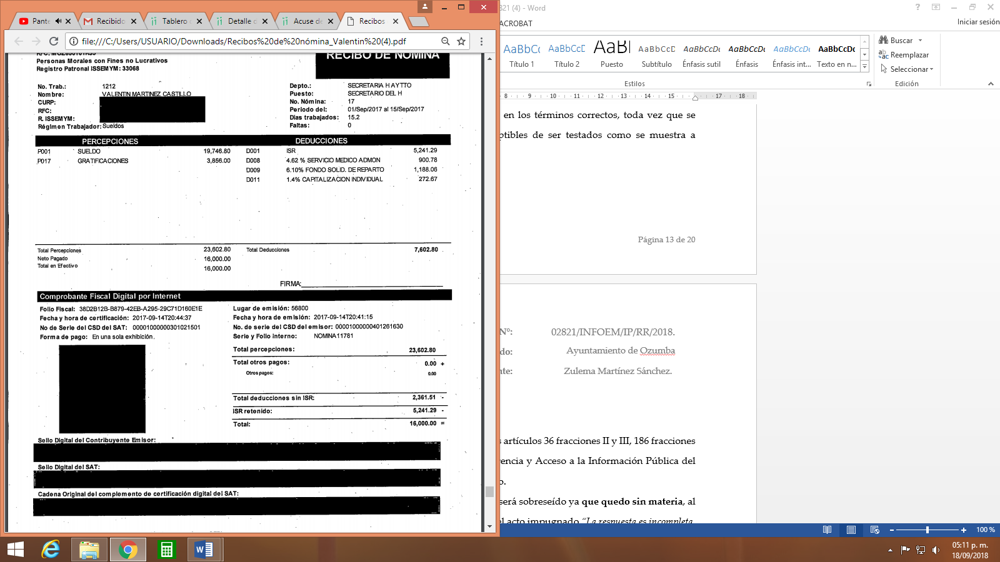 Pante
Recibido
Tablero
Detalle
Acuse de
Recibos
file:///C:/Users/USUARIO/Downloads/Recibos%20de%20nómina_Valentin%20(4).pdf
Personas Morales con Fines no Lucrativos
Registro Patronal ISSEMYM: 33068
RECIBO DE NOMINA
No. Trab.: 1212
Nombre: VALENTIN MARTINEZ CASTILLO
CURP:
RFC:
R. ISSEMYM:
Régimen Trabajador: Sueldos
Depto.: SECRETARIA H AYTTO
Puesto: SECRETARIO DEL H
No. Nómina: 17
Periodo del: 01/Sep/2017 al 15/Sep/2017
Dias trabajados: 15.2
Faltas: 0
PERCEPCIONES DEDUCCIONES
P001 SUELDO 19,746.80 D001 ISR 5,241.29
P017 GRATIFICACIONES 3,856.00 D008 4.62 % SERVICIO MEDICO ADMON 900.78
D009 6.10% FONDO SOLID. DE REPARTO 1,188.06
D011 1.4% CAPITALIZACION INDIVIDUAL 272.67
Total Percepciones 23,602.80 Total Deducciones 7,602.80
Neto Pagado 16,000.00
Total en Efectivo 16,000.00
FIRMA:
Comprobante Fiscal Digital por Internet
Folio Fiscal: 38D2B12B-B879-42EB-A295-29C71D160E1E
Fecha y hora de certificación: 2017-09-14T20:44:37
No de Serie del CSD del SAT: 00001000000301021501
Forma de pago: En una sola exhibición.
Lugar de emisión: 56800
Fecha y hora de emisión: 2017-09-14T20:41:15
No. de serie del CSD del emisor: 00001000000401261630
Serie y Folio interno: NOMINA11781
Total percepciones: 23,602.80
Total otros pagos: 0.00 +
Otros pagos: 0.00
Total deducciones sin ISR: 2,361.51 -
ISR retenido: 5,241.29 -
Total: 16,000.00 =
Sello Digital del Contribuyente Emisor:
Sello Digital del SAT:
Cadena Original del complemento de certificación digital del SAT:
821 (4) - Word
ACROBAT
Iniciar sesión
AaBbCc AaBbCcD AaBl AaBbCcD AaBbCcDc AaBbCcDc AaBbCcDc AaBbCcDc
Título 1 Título 2 Puesto Subtítulo Énfasis sutil Énfasis Énfasis int... Texto en n...
Estilos
Buscar
Reemplazar
Seleccionar
Edición
8 9 10 11 12 13 14 15 17 18
en los términos correctos, toda vez que se
ptibles de ser testados como se muestra a
Página 13 de 20
N°: 02821/INFOEM/IP/RR/2018.
do: Ayuntamiento de Ozumba
nte: Zulema Martínez Sánchez.
s artículos 36 fracciones II y III, 186 fracciones
rencia y Acceso a la Información Pública del
o.
será sobreseído ya que quedo sin materia, al
el acto impugnado “La respuesta es incompleta,
100 %
05:11 p. m.
18/09/2018